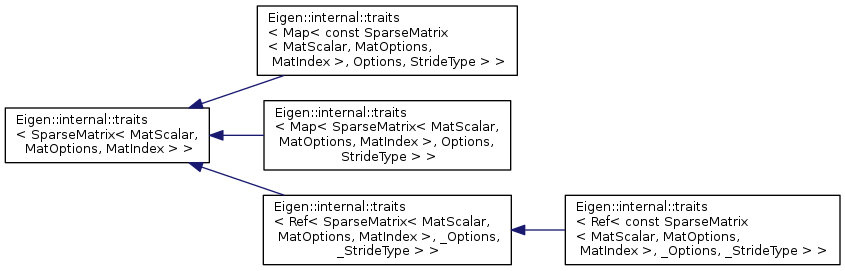 Eigen::internal::traits
< Map< const SparseMatrix
< MatScalar, MatOptions,
MatIndex >, Options, StrideType > >
Eigen::internal::traits
< SparseMatrix< MatScalar,
MatOptions, MatIndex > >
Eigen::internal::traits
< Map< SparseMatrix< MatScalar,
MatOptions, MatIndex >, Options,
StrideType > >
Eigen::internal::traits
< Ref< SparseMatrix< MatScalar,
MatOptions, MatIndex >, _Options,
_StrideType > >
Eigen::internal::traits
< Ref< const SparseMatrix
< MatScalar, MatOptions,
MatIndex >, _Options, _StrideType > >